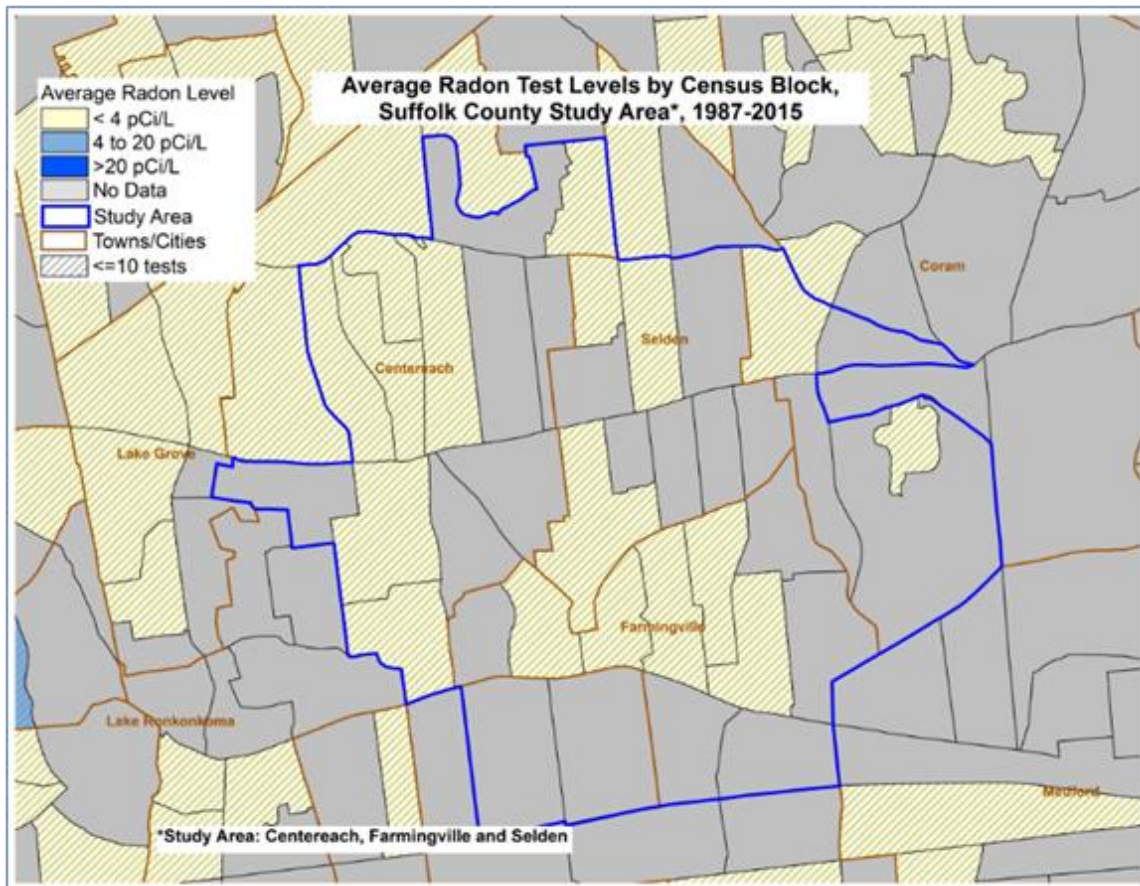 Average Radon Test Levels by Census Block,
Suffolk County Study Area*, 1987-2015
Average Radon Level
< 4 pCi/L
4 to 20 pCi/L
>20 pCi/L
No Data
Study Area
Towns/Cities
<=10 tests
Coram
Selden
Centereach
Lake Grove
Farmingville
Lake Ronkonkoma
Medford
*Study Area: Centereach, Farmingville and Selden